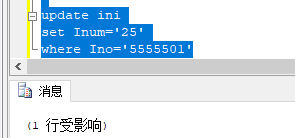 update ini
set Inum='25'
where Ino='5555501'
消息
(1 行受影响)